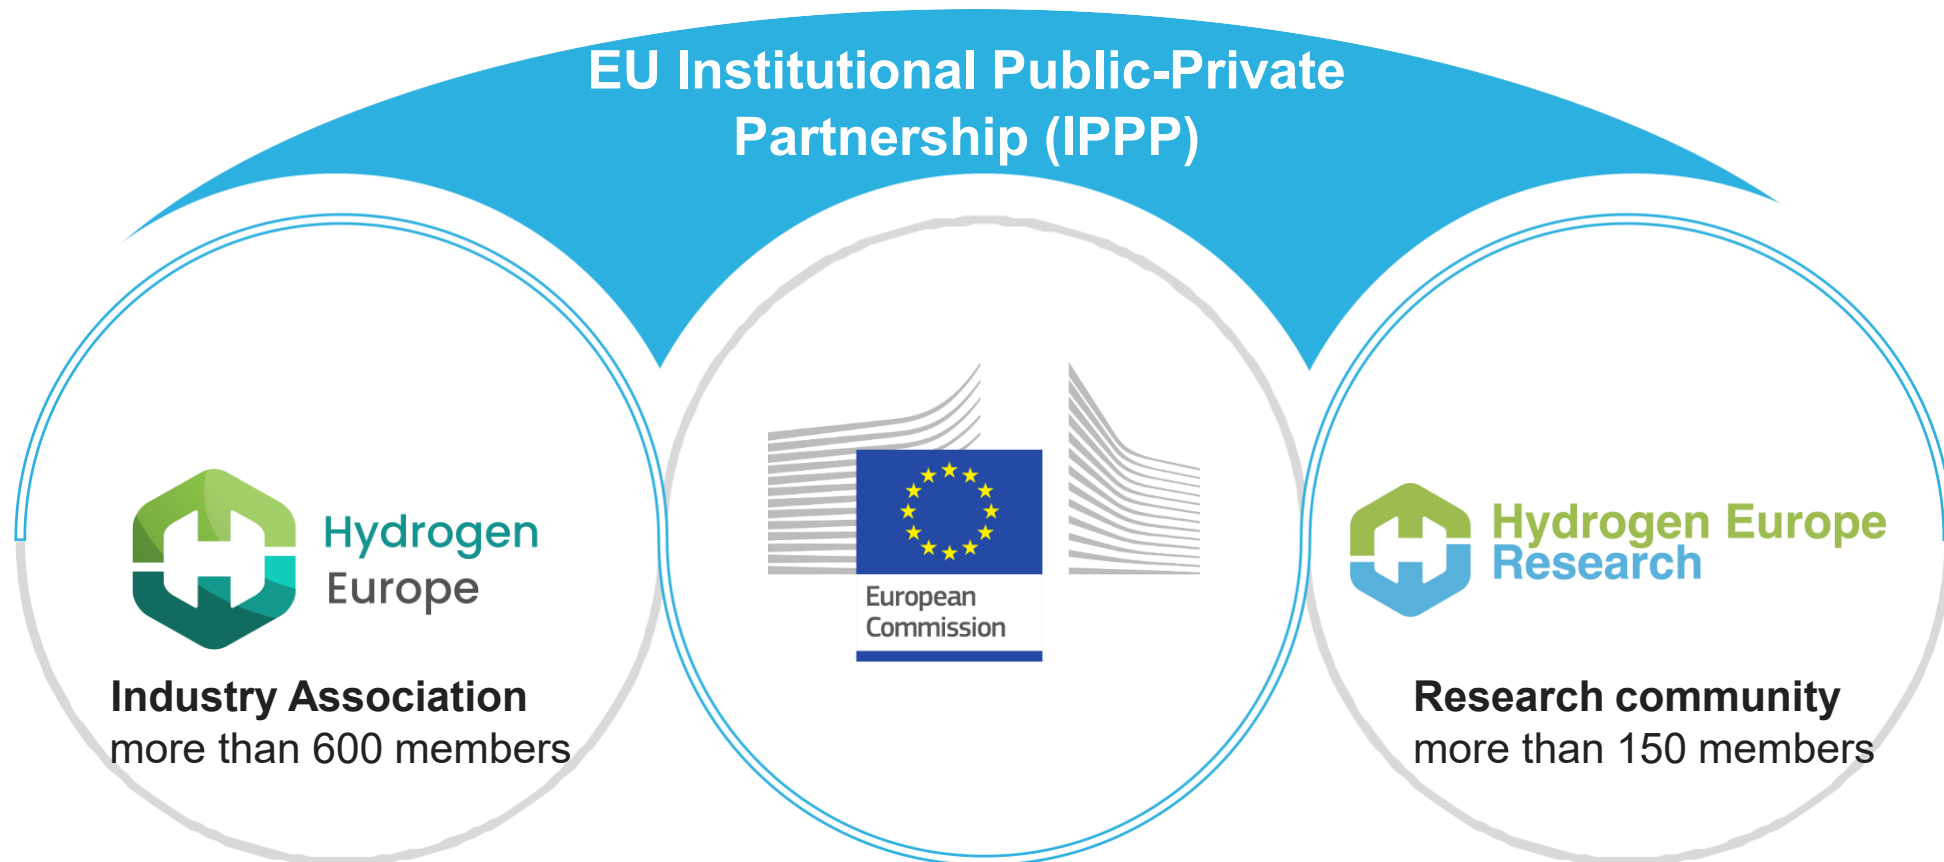 EU Institutional Public-Private
Partnership (IPPP)
Hydrogen
Europe
Industry Association
more than 600 members
European
Commission
Hydrogen Europe
Research
Research community
more than 150 members